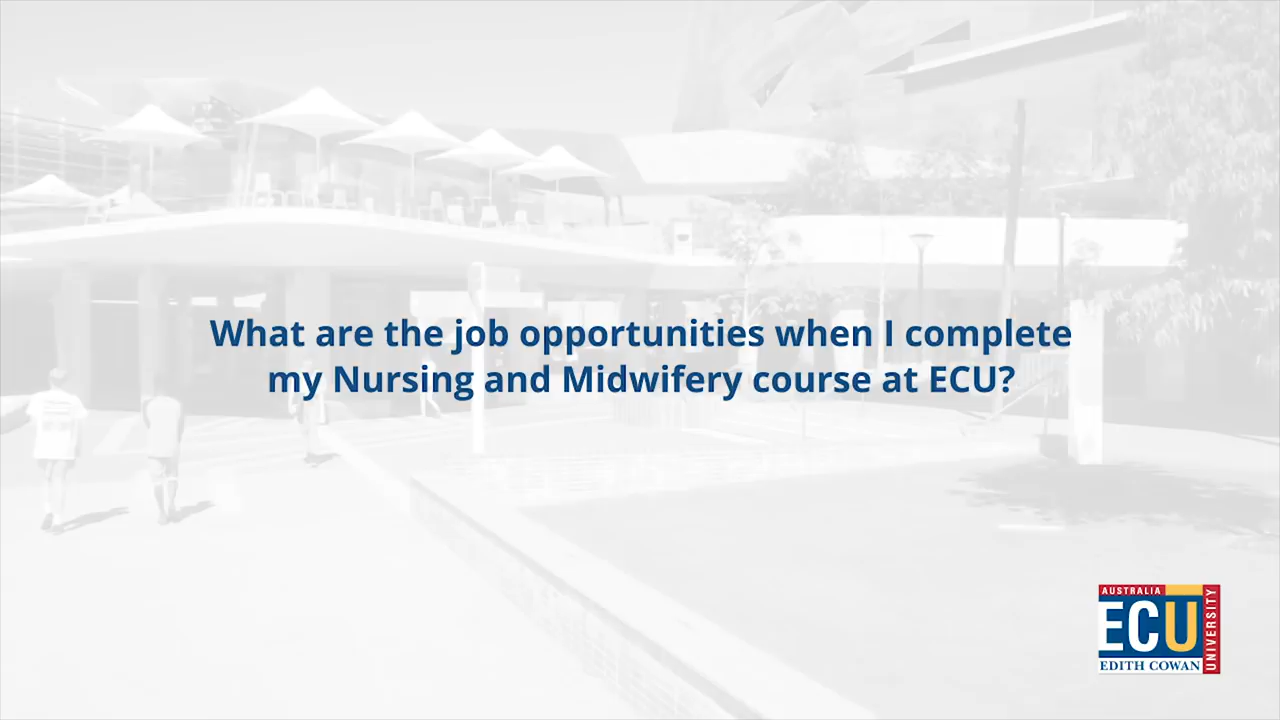 What are the job opportunities when I complete
my Nursing and Midwifery course at ECU?
AUSTRALIA
ECU
EDITH COWAN
UNIVERSITY